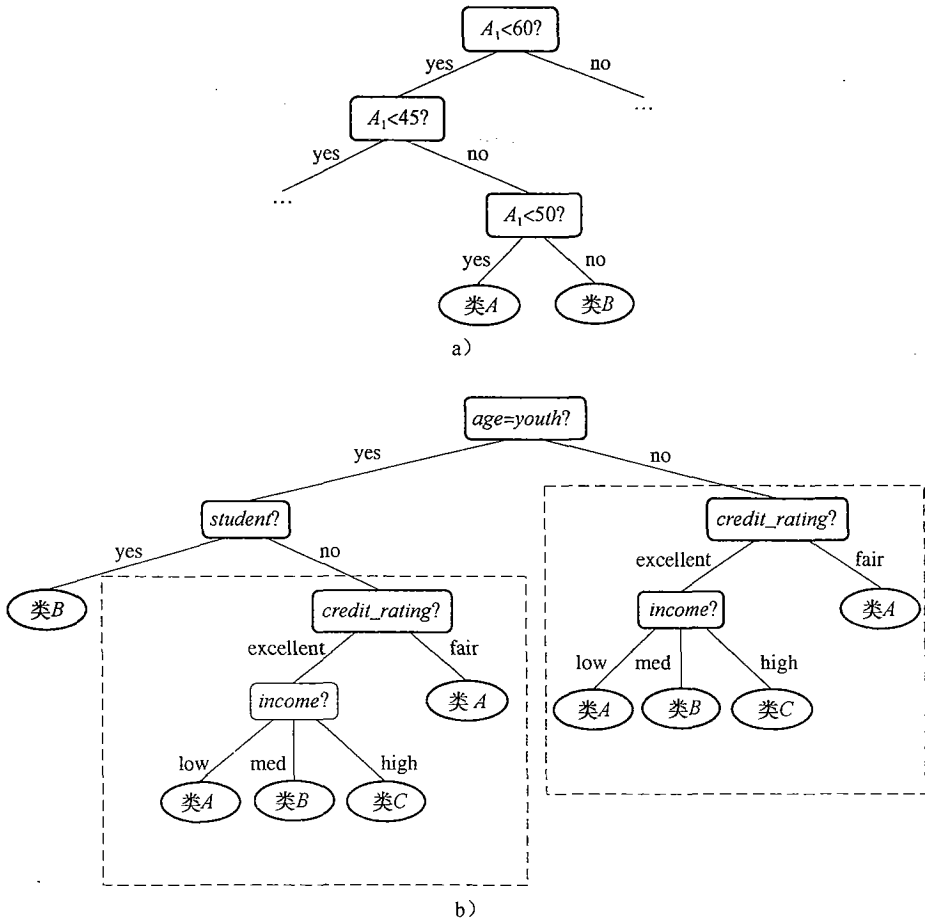 A₁<60?
yes no
A₁<45? …
yes no
… A₁<50?
yes no
类A 类B
a）
age=youth?
yes no
student? credit_rating?
yes no excellent fair
类B credit_rating? income? 类A
excellent fair low med high
income? 类A 类A 类B 类C
low med high
类A 类B 类C
b）